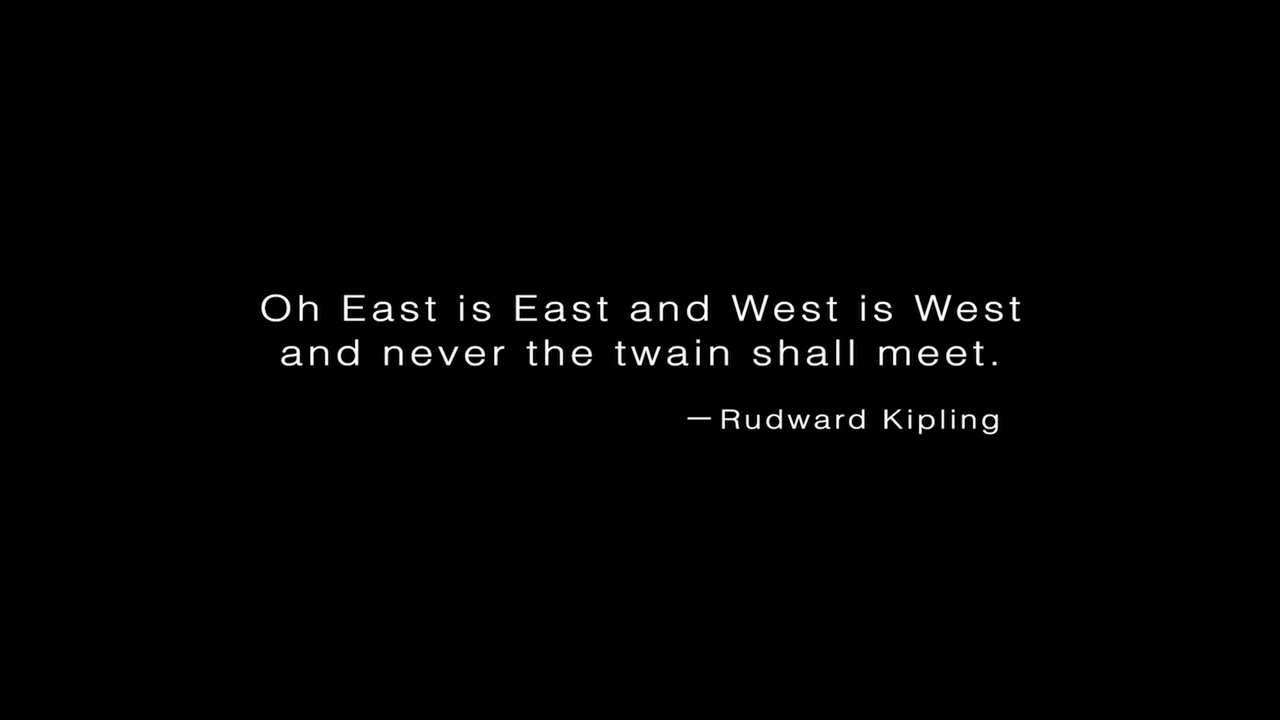 Oh East is East and West is West
and never the twain shall meet.
—Rudward Kipling